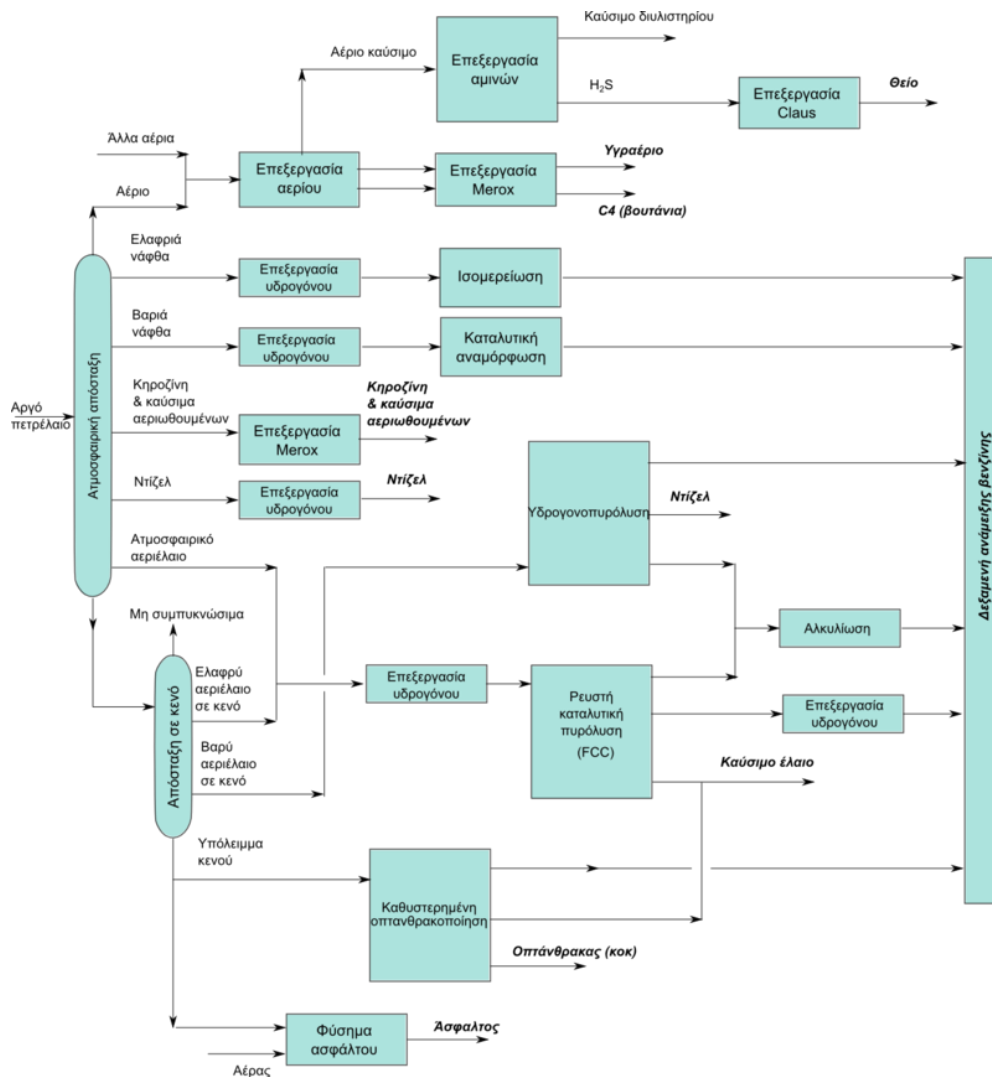 Καύσιμο διυλιστηρίου
Αέριο καύσιμο
Επεξεργασία
αμινών
H₂S
Επεξεργασία
Claus
Θείο
Άλλα αέρια
Αέριο
Επεξεργασία
αερίου
Επεξεργασία
Merox
Υγραέριο
C4 (βουτάνια)
Ελαφριά
νάφθα
Επεξεργασία
υδρογόνου
Ισομερείωση
Βαριά
νάφθα
Επεξεργασία
υδρογόνου
Καταλυτική
αναμόρφωση
Αργό
πετρέλαιο
Ατμοσφαιρική απόσταξη
Κηροζίνη
& καύσιμα
αεριωθουμένων
Επεξεργασία
Merox
Κηροζίνη
& καύσιμα
αεριωθουμένων
Ντίζελ
Επεξεργασία
υδρογόνου
Ντίζελ
Υδρογονοπυρόλυση
Ντίζελ
Δεξαμενή ανάμειξης βενζίνης
Ατμοσφαιρικό
αεριέλαιο
Μη συμπυκνώσιμα
Αλκυλίωση
Απόσταξη σε κενό
Ελαφρύ
αεριέλαιο
σε κενό
Επεξεργασία
υδρογόνου
Ρευστή
καταλυτική
πυρόλυση
(FCC)
Επεξεργασία
υδρογόνου
Βαρύ
αεριέλαιο
σε κενό
Καύσιμο έλαιο
Υπόλειμμα
κενού
Καθυστερημένη
οπτανθρακοποίηση
Οπτάνθρακας (κοκ)
Φύσημα
ασφάλτου
Άσφαλτος
Αέρας